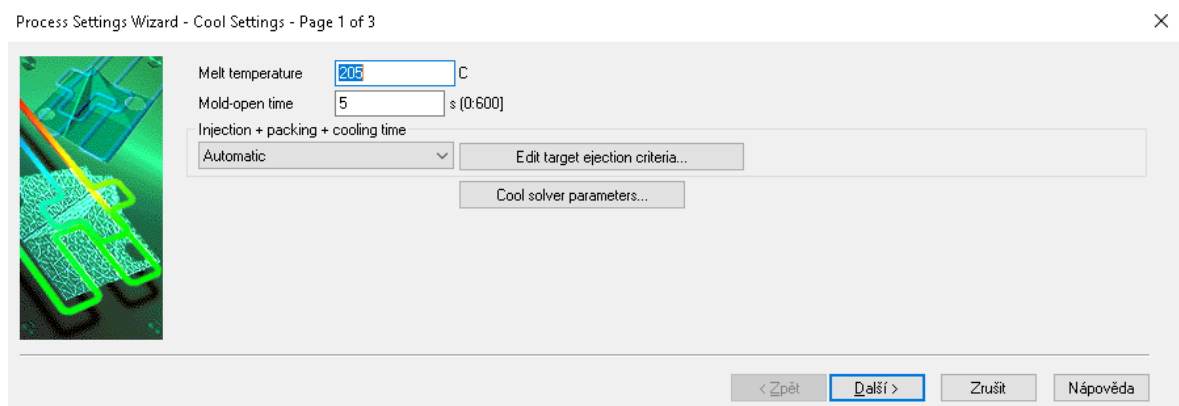 Process Settings Wizard - Cool Settings - Page 1 of 3
Melt temperature 205 C
Mold-open time 5 s (0:600]
Injection + packing + cooling time
Automatic Edit target ejection criteria...
Cool solver parameters...
< Zpět Další > Zrušit Nápověda